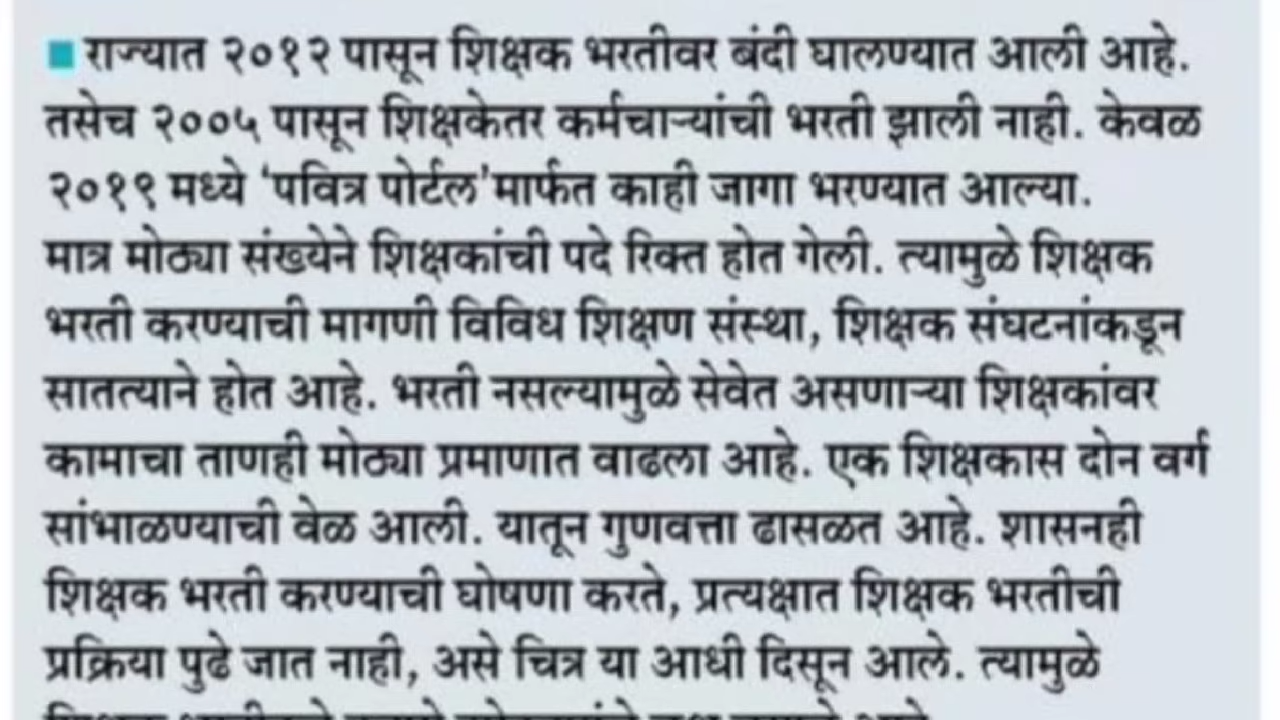 राज्यात २०१२ पासून शिक्षक भरतीवर बंदी घालण्यात आली आहे.
तसेच २००५ पासून शिक्षकेतर कर्मचाऱ्यांची भरती झाली नाही. केवळ
२०१९ मध्ये ‘पवित्र पोर्टल’मार्फत काही जागा भरण्यात आल्या.
मात्र मोठ्या संख्येने शिक्षकांची पदे रिक्त होत गेली. त्यामुळे शिक्षक
भरती करण्याची मागणी विविध शिक्षण संस्था, शिक्षक संघटनांकडून
सातत्याने होत आहे. भरती नसल्यामुळे सेवेत असणाऱ्या शिक्षकांवर
कामाचा ताणही मोठ्या प्रमाणात वाढला आहे. एक शिक्षकास दोन वर्ग
सांभाळण्याची वेळ आली. यातून गुणवत्ता ढासळत आहे. शासनही
शिक्षक भरती करण्याची घोषणा करते, प्रत्यक्षात शिक्षक भरतीची
प्रक्रिया पुढे जात नाही, असे चित्र या आधी दिसून आले. त्यामुळे